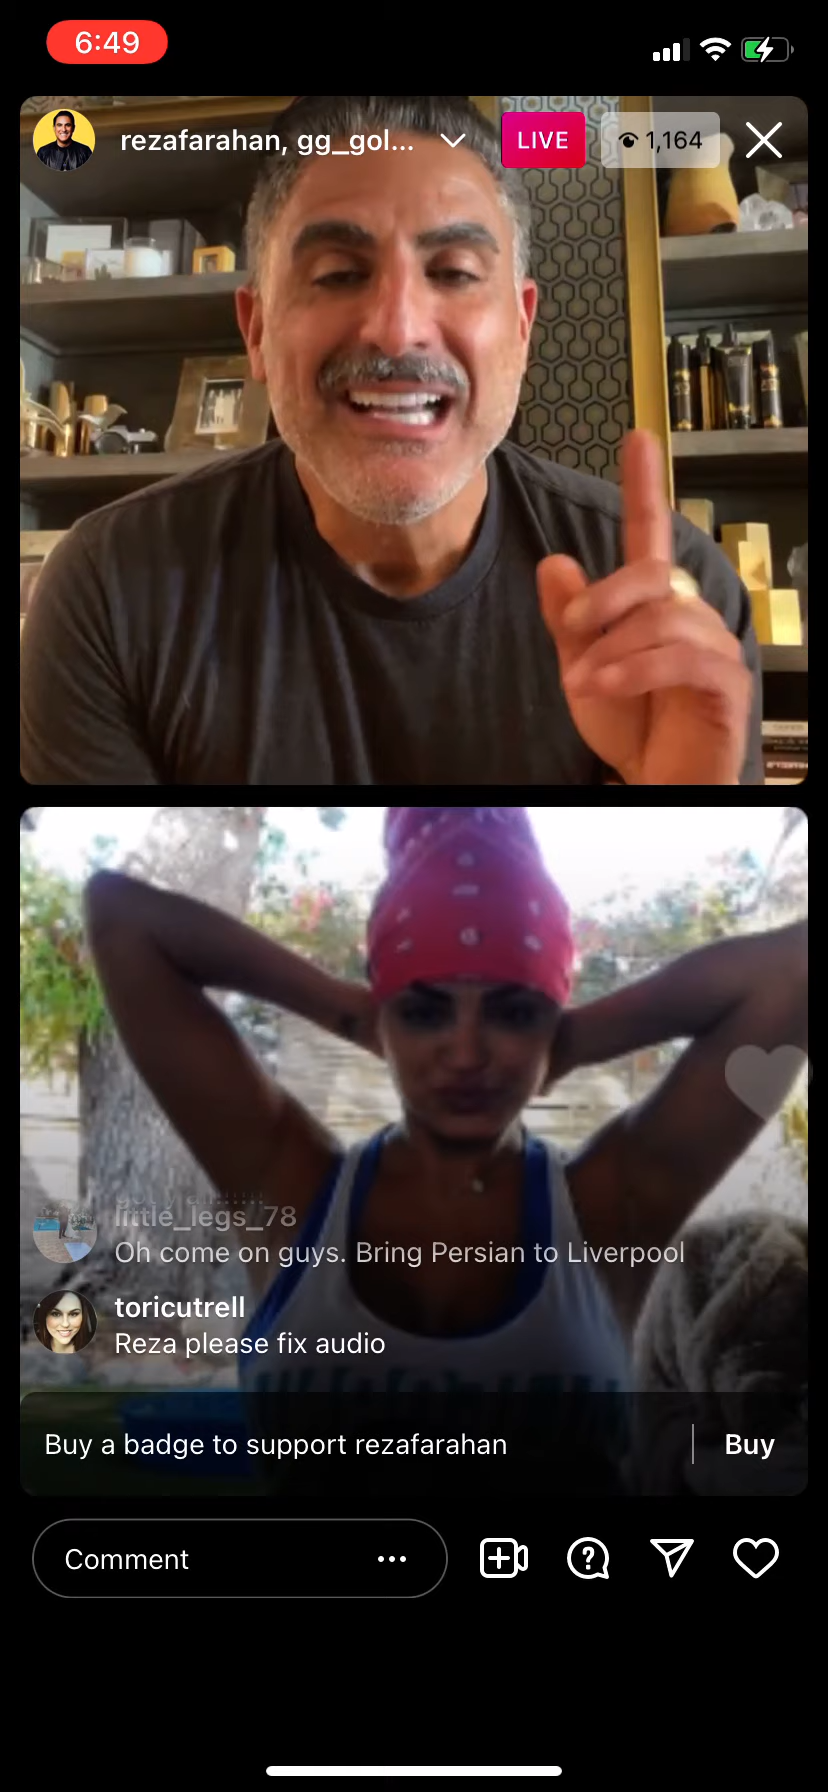 6:49
rezafarahan, gg_gol...
LIVE
1,164
little_legs_78
Oh come on guys. Bring Persian to Liverpool
toricutrell
Reza please fix audio
Buy a badge to support rezafarahan
Buy
Comment